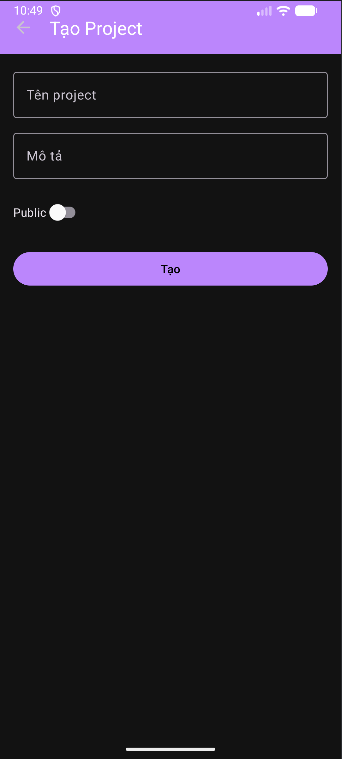 10:49
Tạo Project
Tên project
Mô tả
Public
Tạo